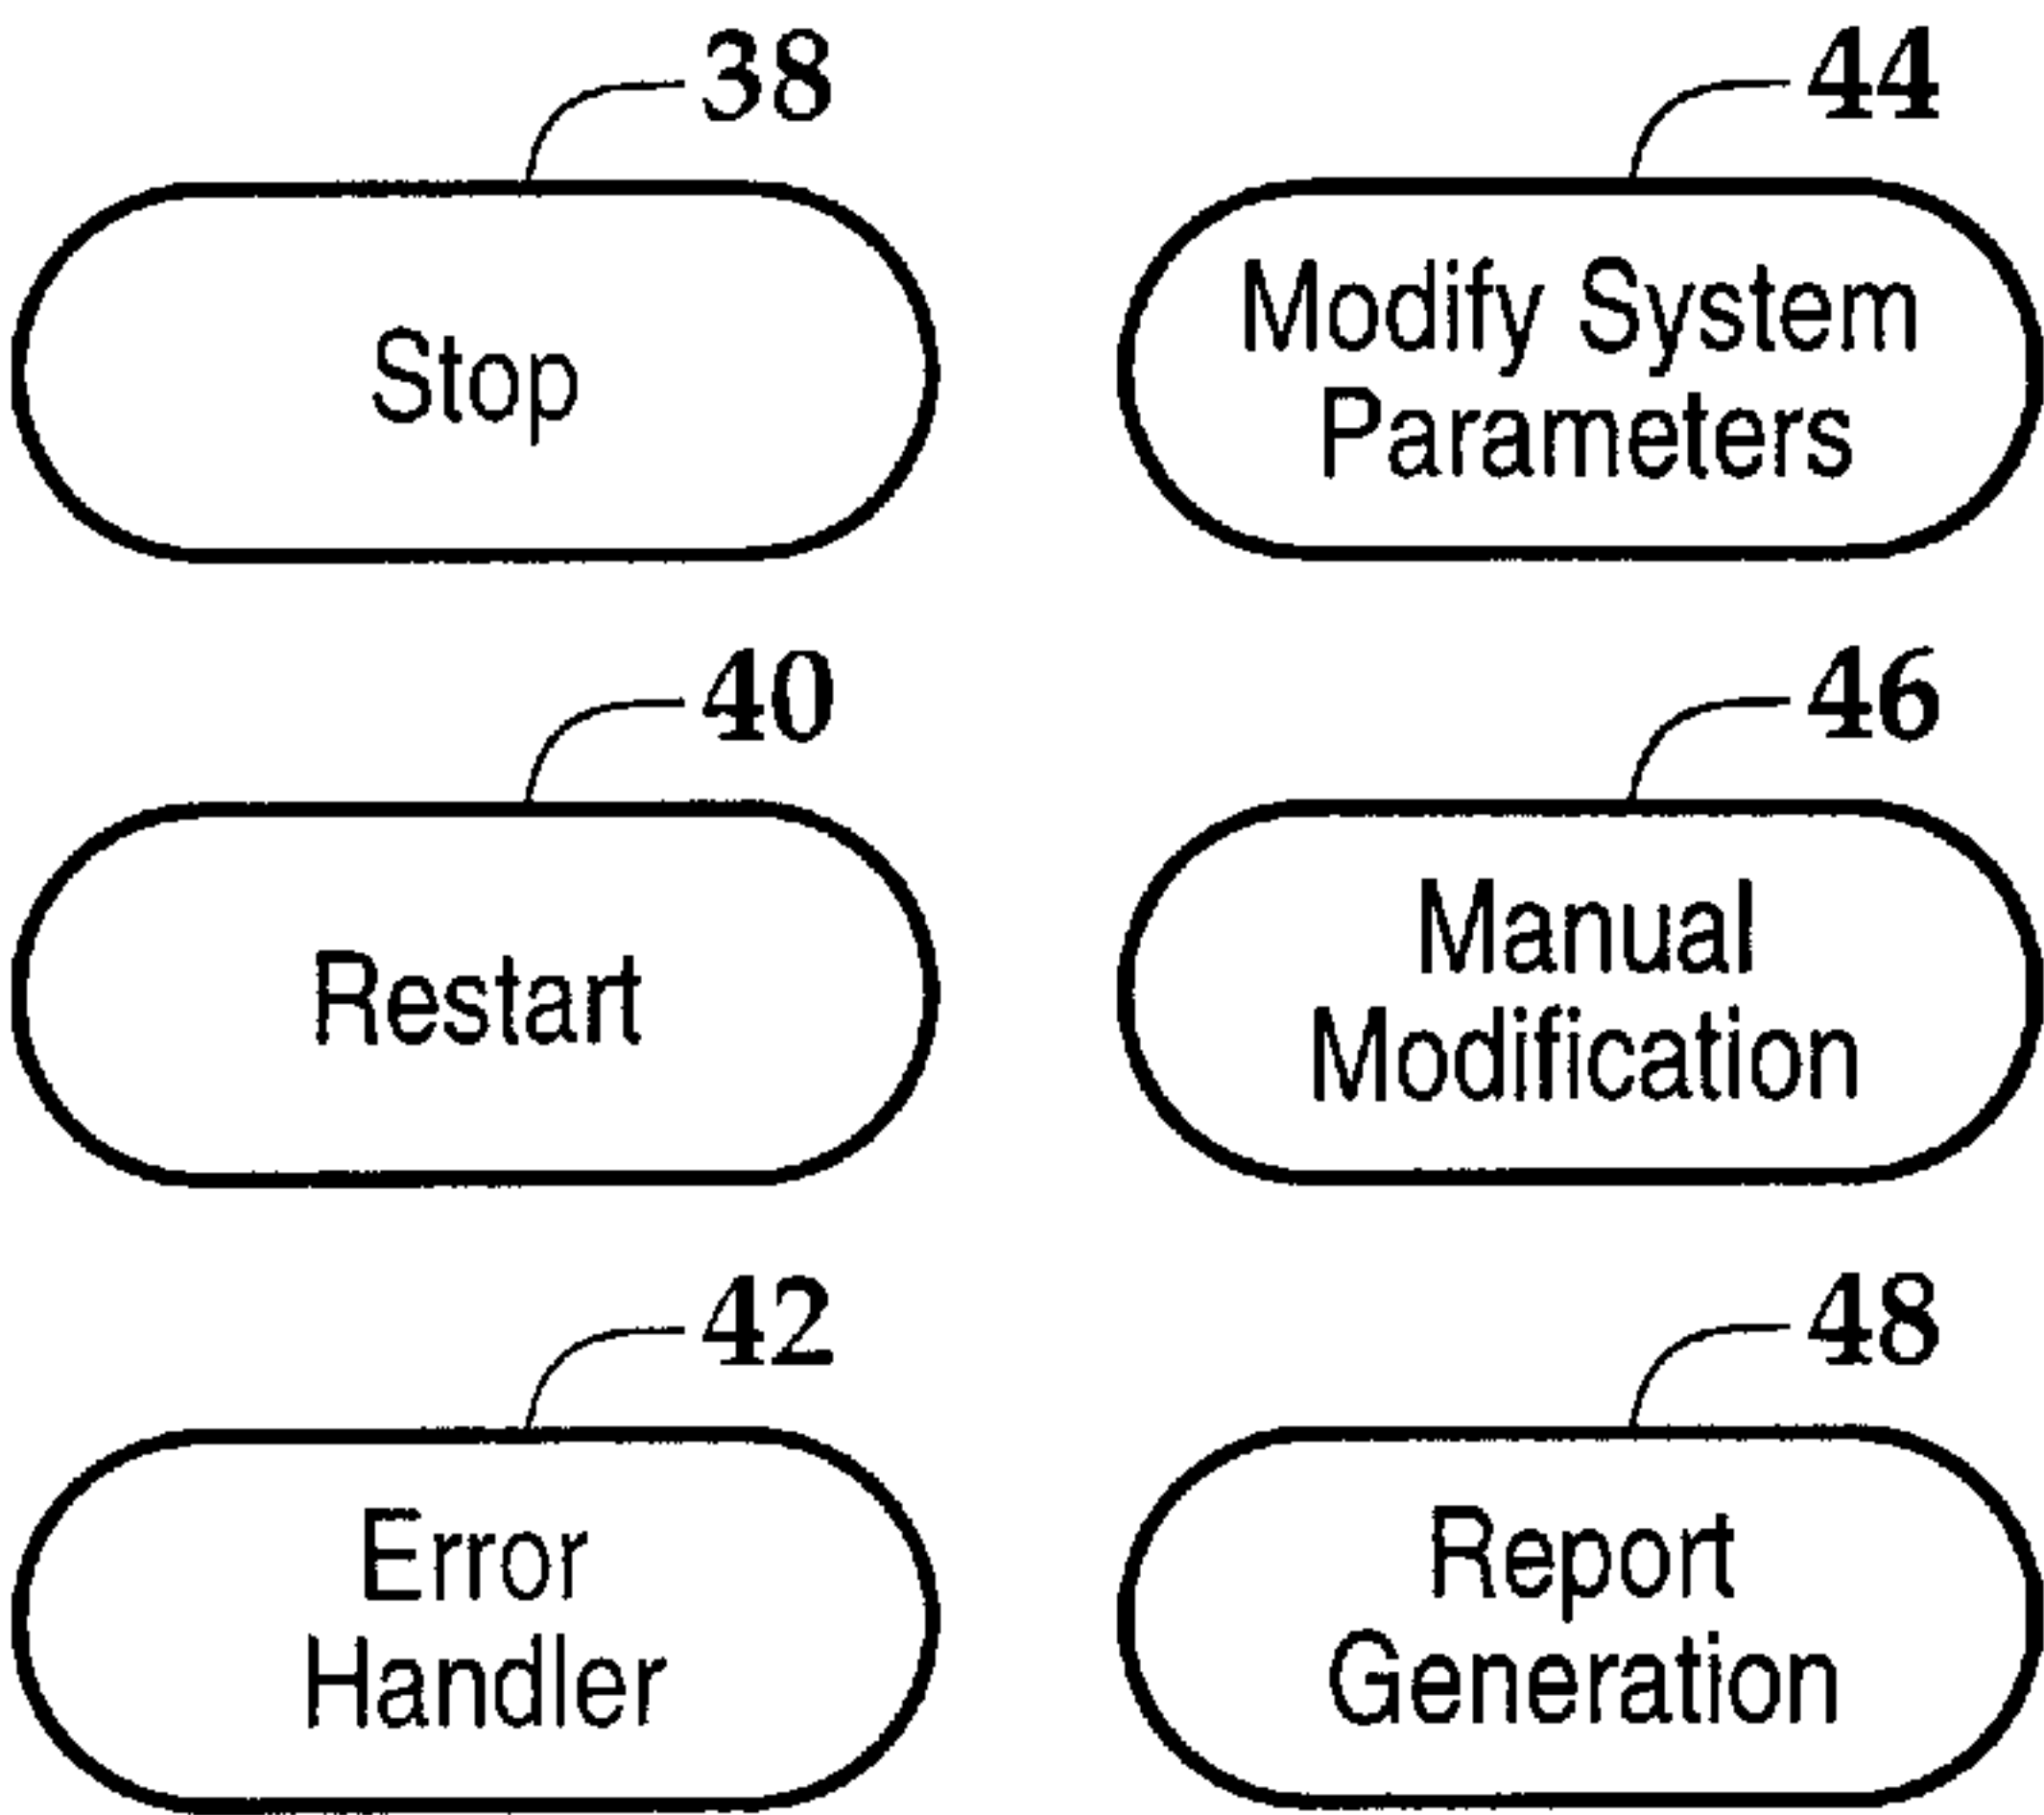 38
Stop
40
Restart
42
Error
Handler
44
Modify System
Parameters
46
Manual
Modification
48
Report
Generation